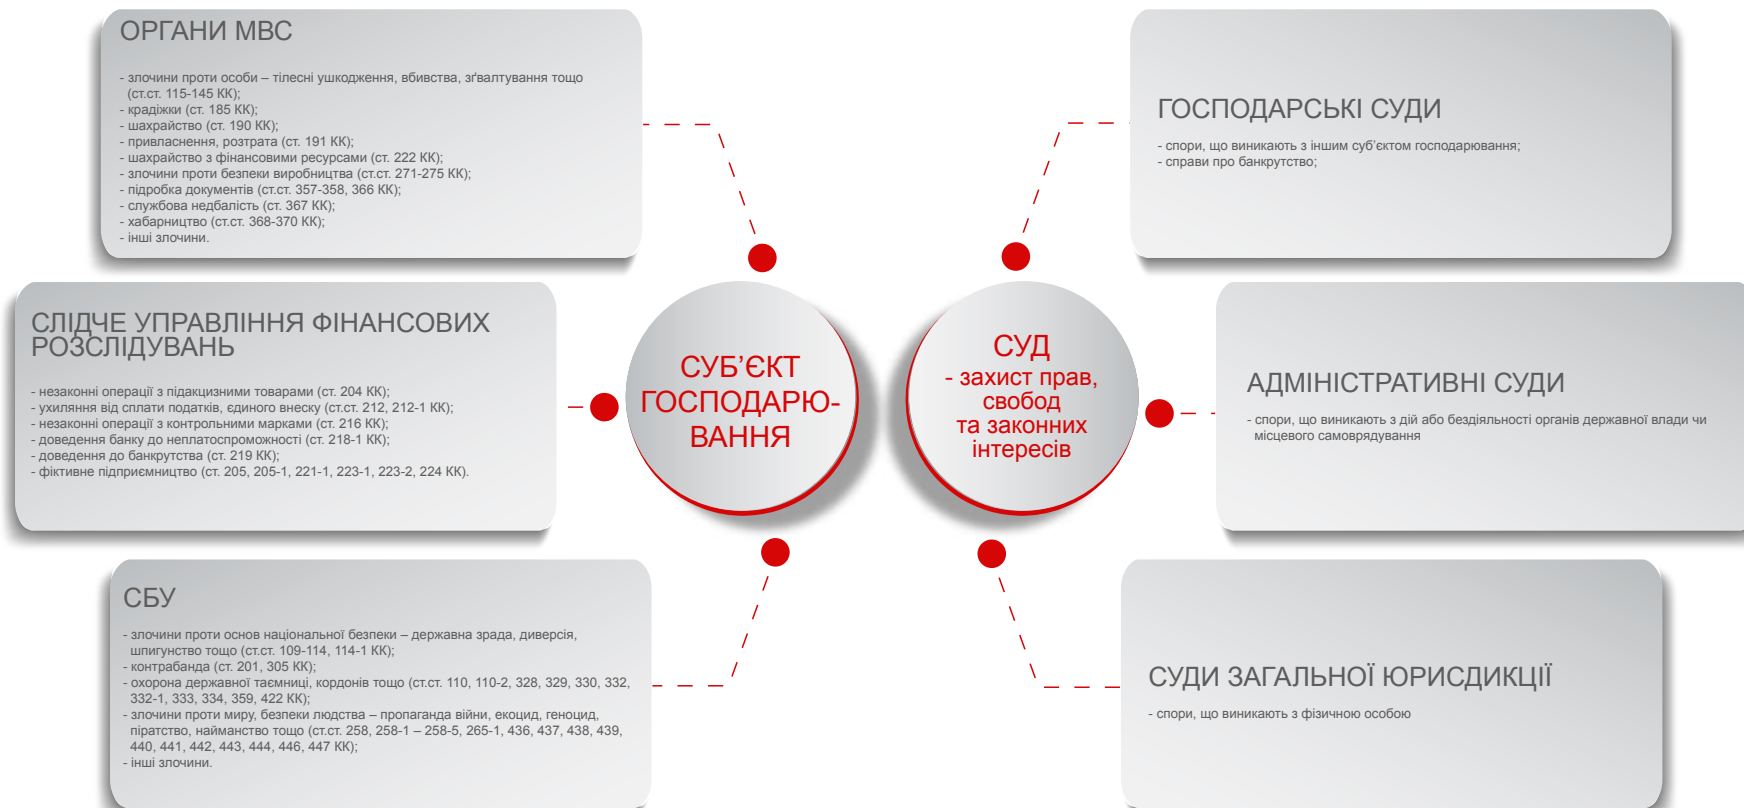 ОРГАНИ МВС
- злочини проти особи – тілесні ушкодження, вбивства, зґвалтування тощо
(ст.ст. 115-145 КК);
- крадіжки (ст. 185 КК);
- шахрайство (ст. 190 КК);
- привласнення, розтрата (ст. 191 КК);
- шахрайство з фінансовими ресурсами (ст. 222 КК);
- злочини проти безпеки виробництва (ст.ст. 271-275 КК);
- підробка документів (ст.ст. 357-358, 366 КК);
- службова недбалість (ст. 367 КК);
- хабарництво (ст.ст. 368-370 КК);
- інші злочини.
СЛІДЧЕ УПРАВЛІННЯ ФІНАНСОВИХ
РОЗСЛІДУВАНЬ
- незаконні операції з підакцизними товарами (ст. 204 КК);
- ухиляння від сплати податків, єдиного внеску (ст.ст. 212, 212-1 КК);
- незаконні операції з контрольними марками (ст. 216 КК);
- доведення банку до неплатоспроможності (ст. 218-1 КК);
- доведення до банкрутства (ст. 219 КК);
- фіктивне підприємництво (ст. 205, 205-1, 221-1, 223-1, 223-2, 224 КК).
СБУ
- злочини проти основ національної безпеки – державна зрада, диверсія,
шпигунство тощо (ст.ст. 109-114, 114-1 КК);
- контрабанда (ст. 201, 305 КК);
- охорона державної таємниці, кордонів тощо (ст.ст. 110, 110-2, 328, 329, 330, 332,
332-1, 333, 334, 359, 422 КК);
- злочини проти миру, безпеки людства – пропаганда війни, екоцид, геноцид,
піратство, найманство тощо (ст.ст. 258, 258-1 – 258-5, 265-1, 436, 437, 438, 439,
440, 441, 442, 443, 444, 446, 447 КК);
- інші злочини.
СУБ’ЄКТ
ГОСПОДАРЮ-
ВАННЯ
СУД
- захист прав,
свобод
та законних
інтересів
ГОСПОДАРСЬКІ СУДИ
- спори, що виникають з іншим суб’єктом господарювання;
- справи про банкрутство;
АДМІНІСТРАТИВНІ СУДИ
- спори, що виникають з дій або бездіяльності органів державної влади чи
місцевого самоврядування
СУДИ ЗАГАЛЬНОЇ ЮРИСДИКЦІЇ
- спори, що виникають з фізичною особою